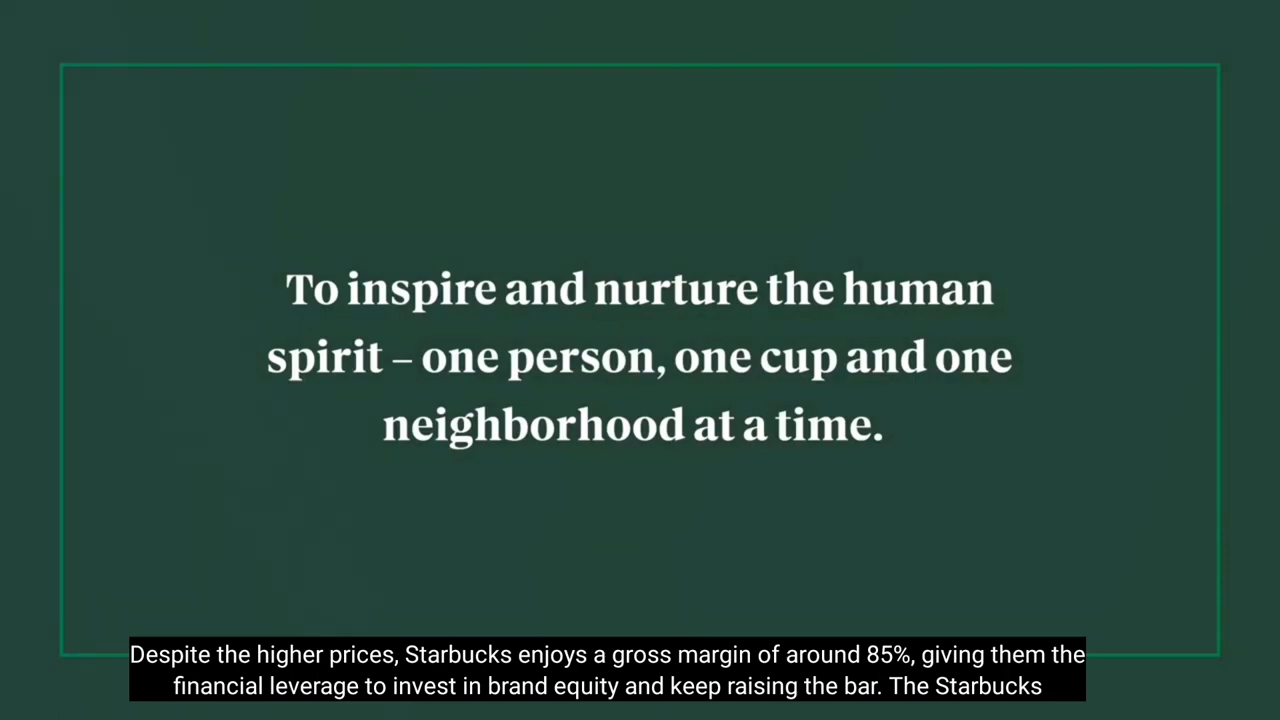 To inspire and nurture the human
spirit – one person, one cup and one
neighborhood at a time.
Despite the higher prices, Starbucks enjoys a gross margin of around 85%, giving them the
financial leverage to invest in brand equity and keep raising the bar. The Starbucks